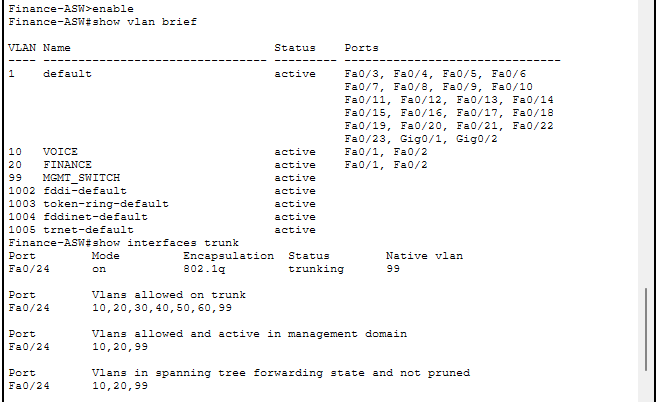 Finance-ASW>enable
Finance-ASW#show vlan brief
VLAN Name                             Status    Ports
---- -------------------------------- --------- -------------------------------
1    default                          active    Fa0/3, Fa0/4, Fa0/5, Fa0/6
                                                Fa0/7, Fa0/8, Fa0/9, Fa0/10
                                                Fa0/11, Fa0/12, Fa0/13, Fa0/14
                                                Fa0/15, Fa0/16, Fa0/17, Fa0/18
                                                Fa0/19, Fa0/20, Fa0/21, Fa0/22
                                                Fa0/23, Gig0/1, Gig0/2
10   VOICE                            active    Fa0/1, Fa0/2
20   FINANCE                          active    Fa0/1, Fa0/2
99   MGMT_SWITCH                      active
1002 fddi-default                     active
1003 token-ring-default               active
1004 fddinet-default                  active
1005 trnet-default                    active
Finance-ASW#show interfaces trunk
Port        Mode         Encapsulation  Status        Native vlan
Fa0/24      on           802.1q         trunking      99
Port        Vlans allowed on trunk
Fa0/24      10,20,30,40,50,60,99
Port        Vlans allowed and active in management domain
Fa0/24      10,20,99
Port        Vlans in spanning tree forwarding state and not pruned
Fa0/24      10,20,99